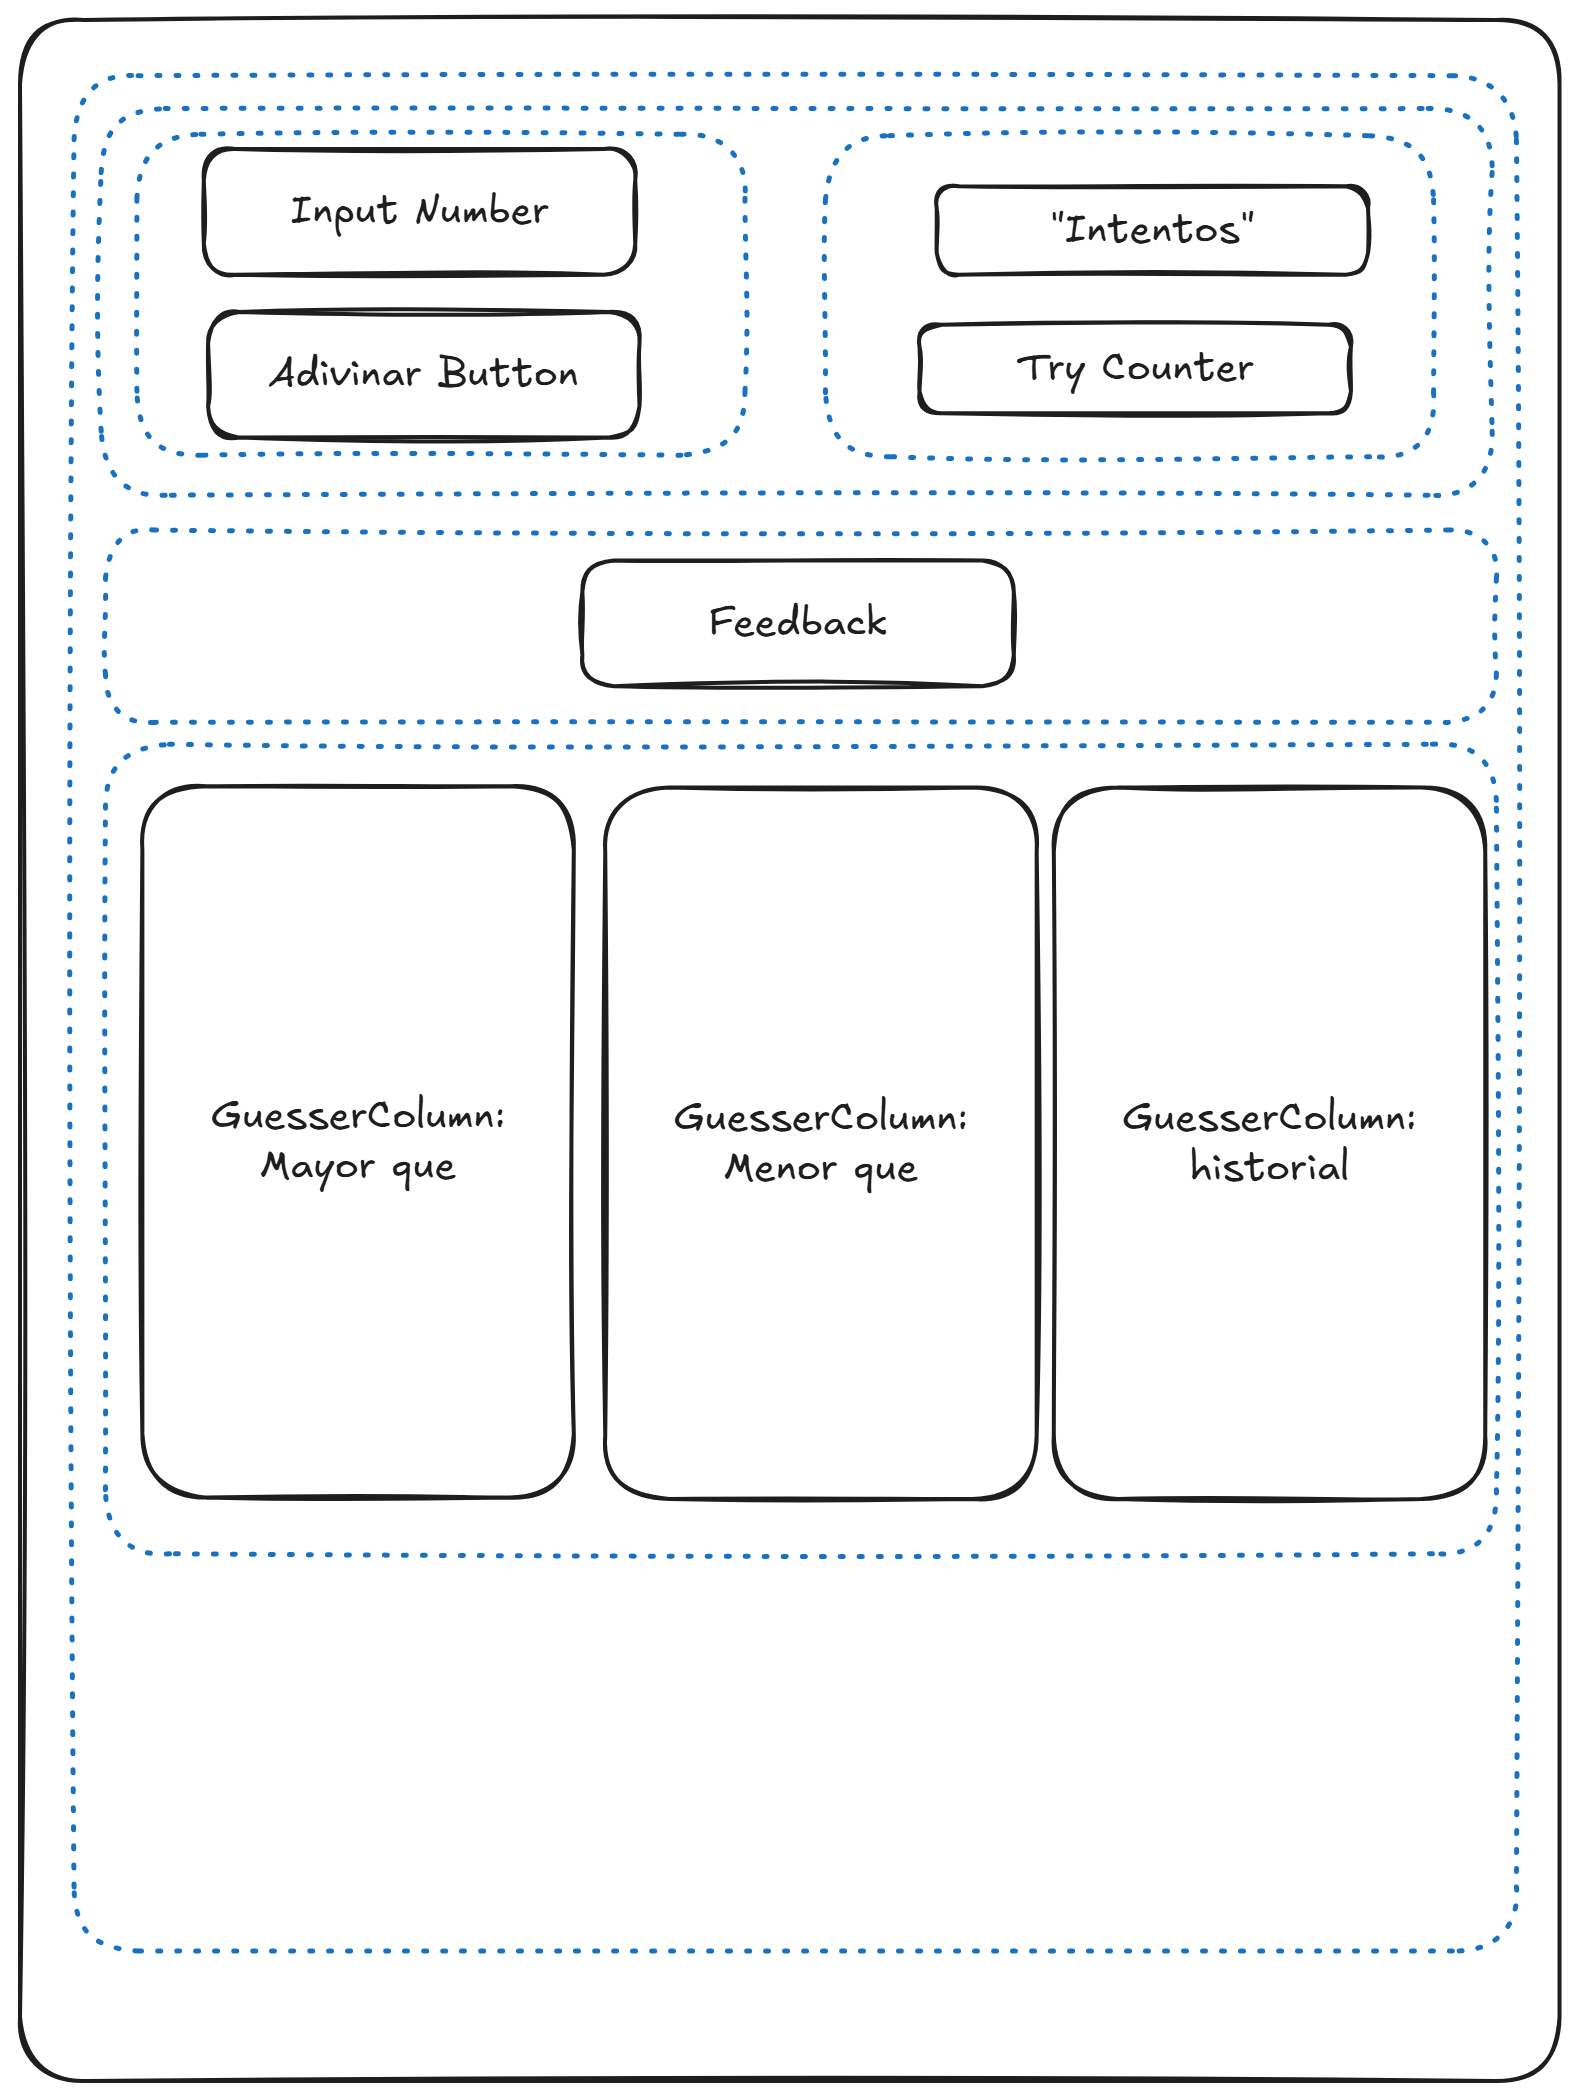 Input Number
"Intentos"
Adivinar Button
Try Counter
Feedback
GuesserColumn:
Mayor que
GuesserColumn:
Menor que
GuesserColumn:
historial